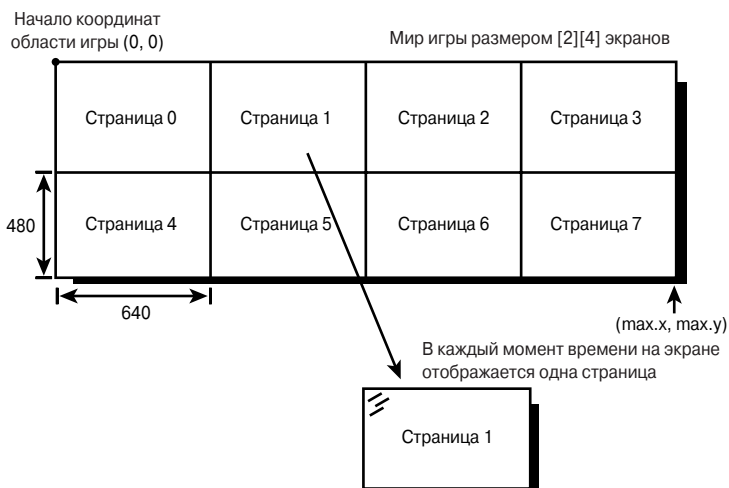 Начало координат
области игры (0, 0)
Мир игры размером [2][4] экранов
Страница 0
Страница 1
Страница 2
Страница 3
480
Страница 4
Страница 5
Страница 6
Страница 7
640
(max.x, max.y)
В каждый момент времени на экране
отображается одна страница
Страница 1